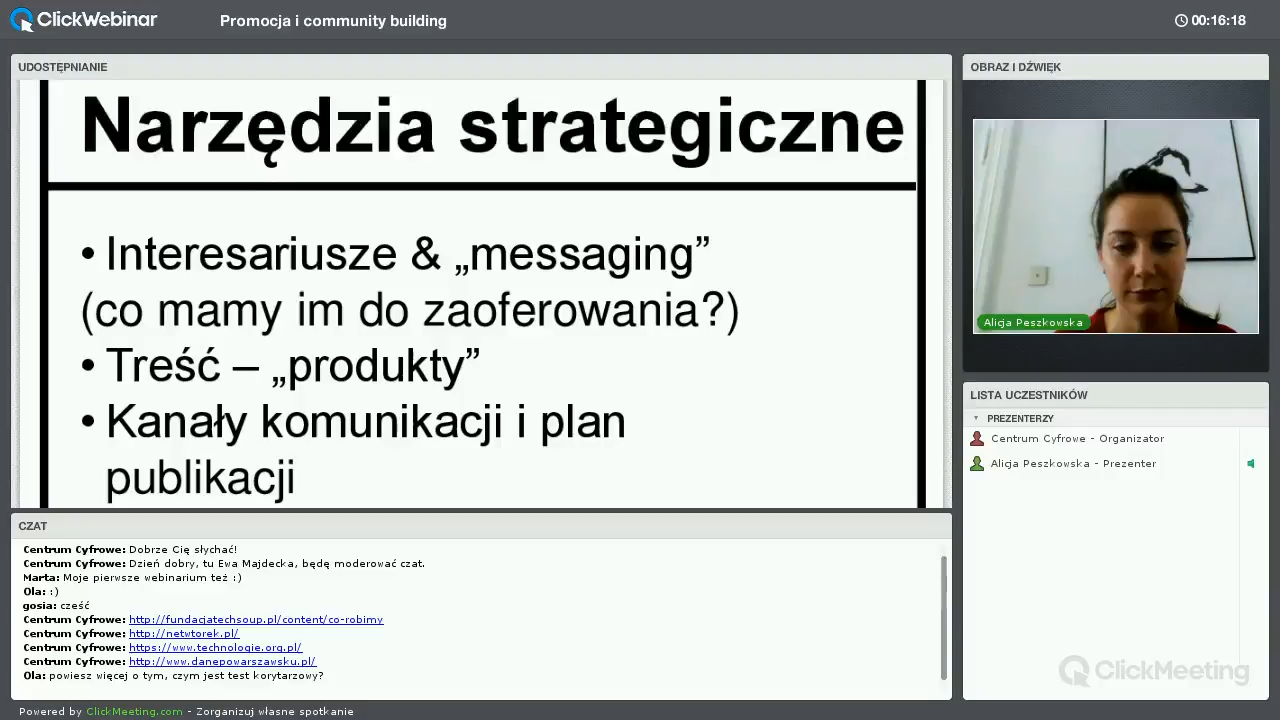 ClickWebinar
Promocja i community building
00:16:18
UDOSTĘPNIANIE
Narzędzia strategiczne
• Interesariusze & „messaging”
(co mamy im do zaoferowania?)
• Treść – „produkty”
• Kanały komunikacji i plan
publikacji
OBRAZ I DŹWIĘK
Alicja Peszkowska
LISTA UCZESTNIKÓW
PREZENTERZY
Centrum Cyfrowe - Organizator
Alicja Peszkowska - Prezenter
CZAT
Centrum Cyfrowe: Dobrze Cię słychać!
Centrum Cyfrowe: Dzień dobry, tu Ewa Majdecka, będę moderować czat.
Marta: Moje pierwsze webinarium też :)
Ola: :)
gosia: cześć
Centrum Cyfrowe: http://fundacjatechsoup.pl/content/co-robimy
Centrum Cyfrowe: http://netwtorek.pl/
Centrum Cyfrowe: https://www.technologie.org.pl/
Centrum Cyfrowe: http://www.danepowarszawsku.pl/
Ola: powiesz więcej o tym, czym jest test korytarzowy?
ClickMeeting
Powered by ClickMeeting.com - Zorganizuj własne spotkanie